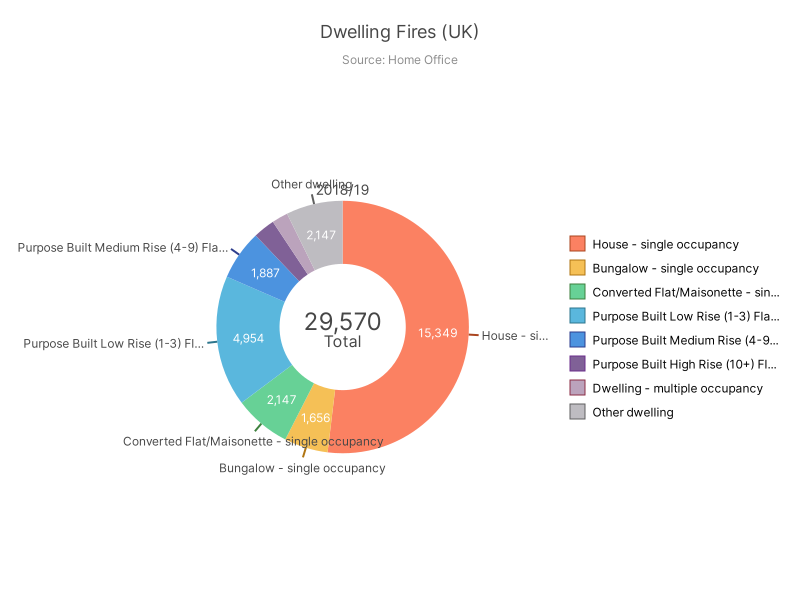 Dwelling Fires (UK)
Source: Home Office
Other dwelling
2018/19
2,147
Purpose Built Medium Rise (4-9) Fla...
1,887
29,570
Total
15,349
House - si...
4,954
Purpose Built Low Rise (1-3) Fl...
2,147
1,656
Converted Flat/Maisonette - single occupancy
Bungalow - single occupancy
House - single occupancy
Bungalow - single occupancy
Converted Flat/Maisonette - sin...
Purpose Built Low Rise (1-3) Fla...
Purpose Built Medium Rise (4-9...
Purpose Built High Rise (10+) Fl...
Dwelling - multiple occupancy
Other dwelling